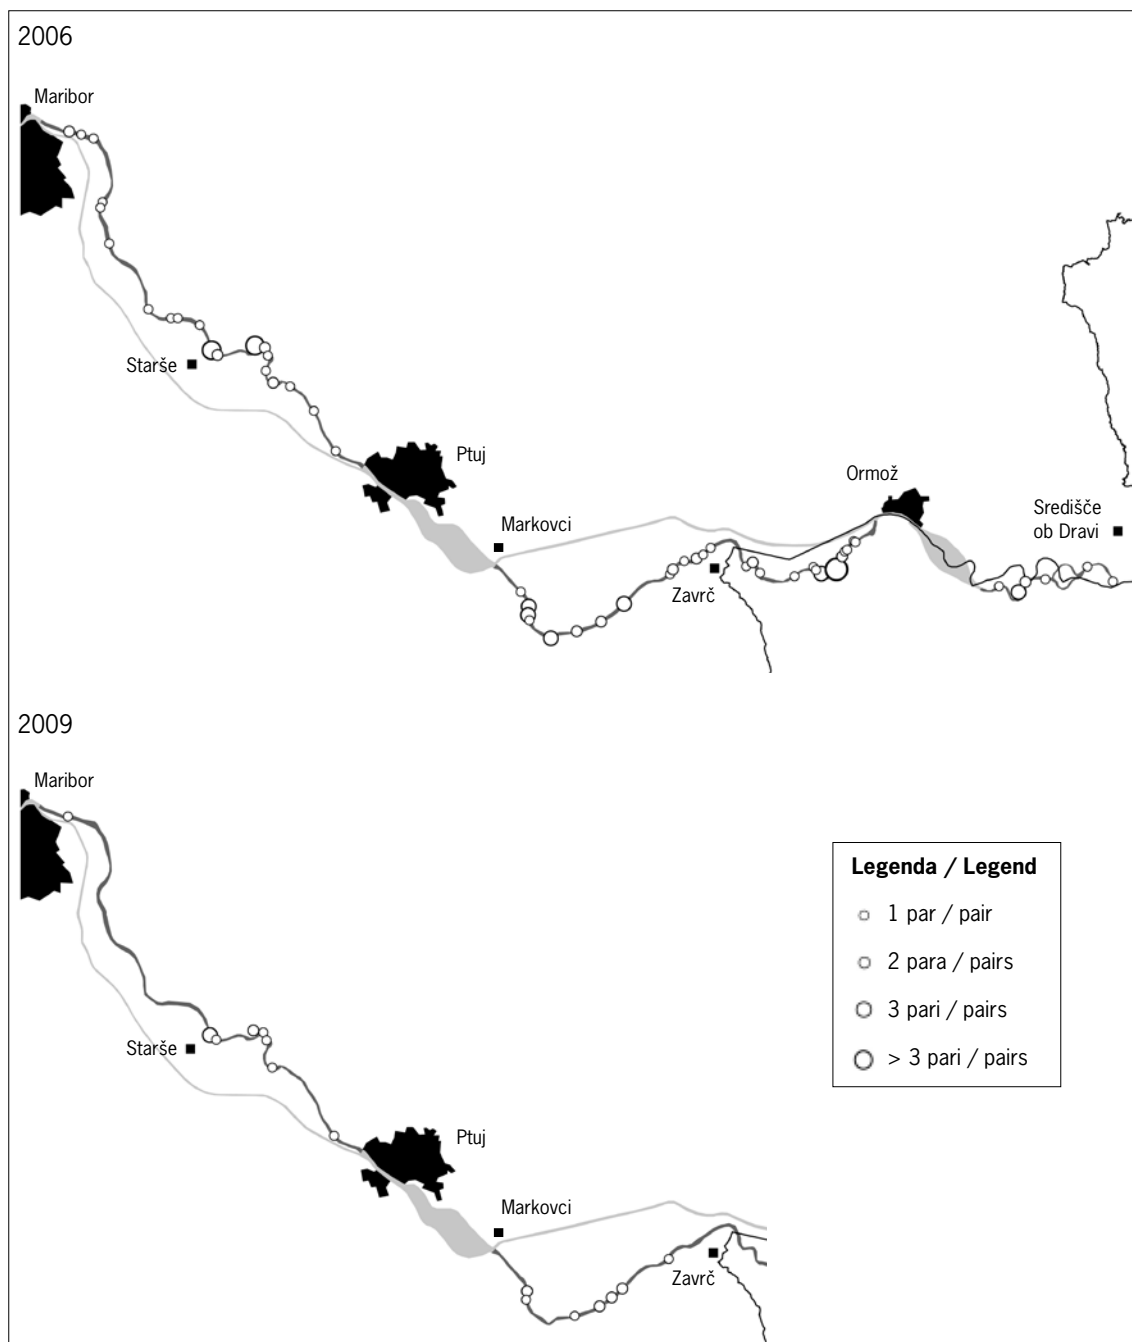 2006
Maribor
Starše
Ptuj
Markovci
Zavrč
Ormož
Središče
ob Dravi
2009
Maribor
Starše
Ptuj
Markovci
Zavrč
Legenda / Legend
1 par / pair
2 para / pairs
3 pari / pairs
> 3 pari / pairs